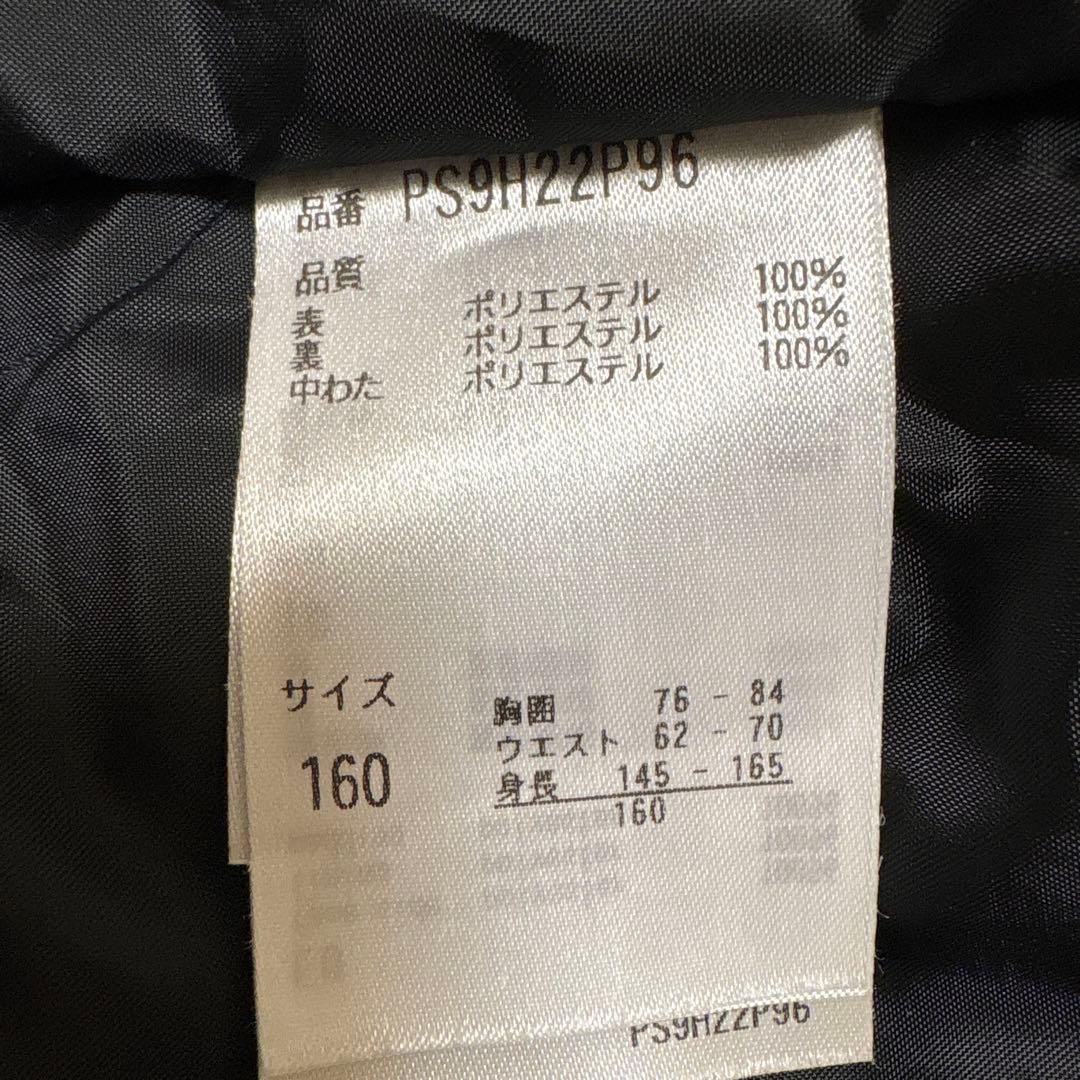 品番 PS9H22P96
品質
表 ポリエステル 100%
裏 ポリエステル 100%
中わた ポリエステル 100%
サイズ
160
胸囲 76 - 84
ウエスト 62 - 70
身長 145 - 165
160
PS9H22P96